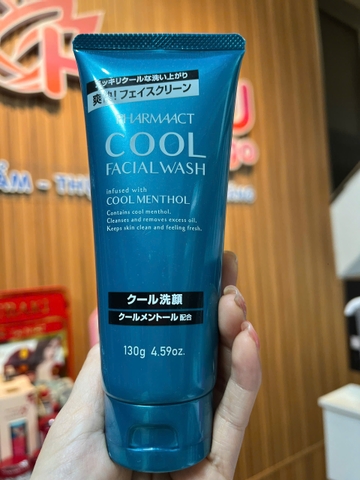 スッキリクールな洗い上がり
爽快!フェイスクリーン
PHARMAACT
COOL
FACIAL WASH
infused with
COOL MENTHOL
Contains cool menthol.
Cleanses and removes excess oil.
Keeps skin clean and feeling fresh.
クール洗顔
クールメントール 配合
130g 4.59oz.